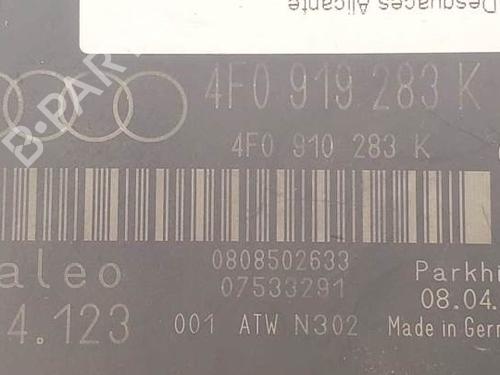 Desguaces Alicante
4F0 919 283 K
4F0 910 283 K
aleo
0808502633
07533291
4.123
001 ATW N302
Parkhi
08.04.
Made in Germ
B-PART